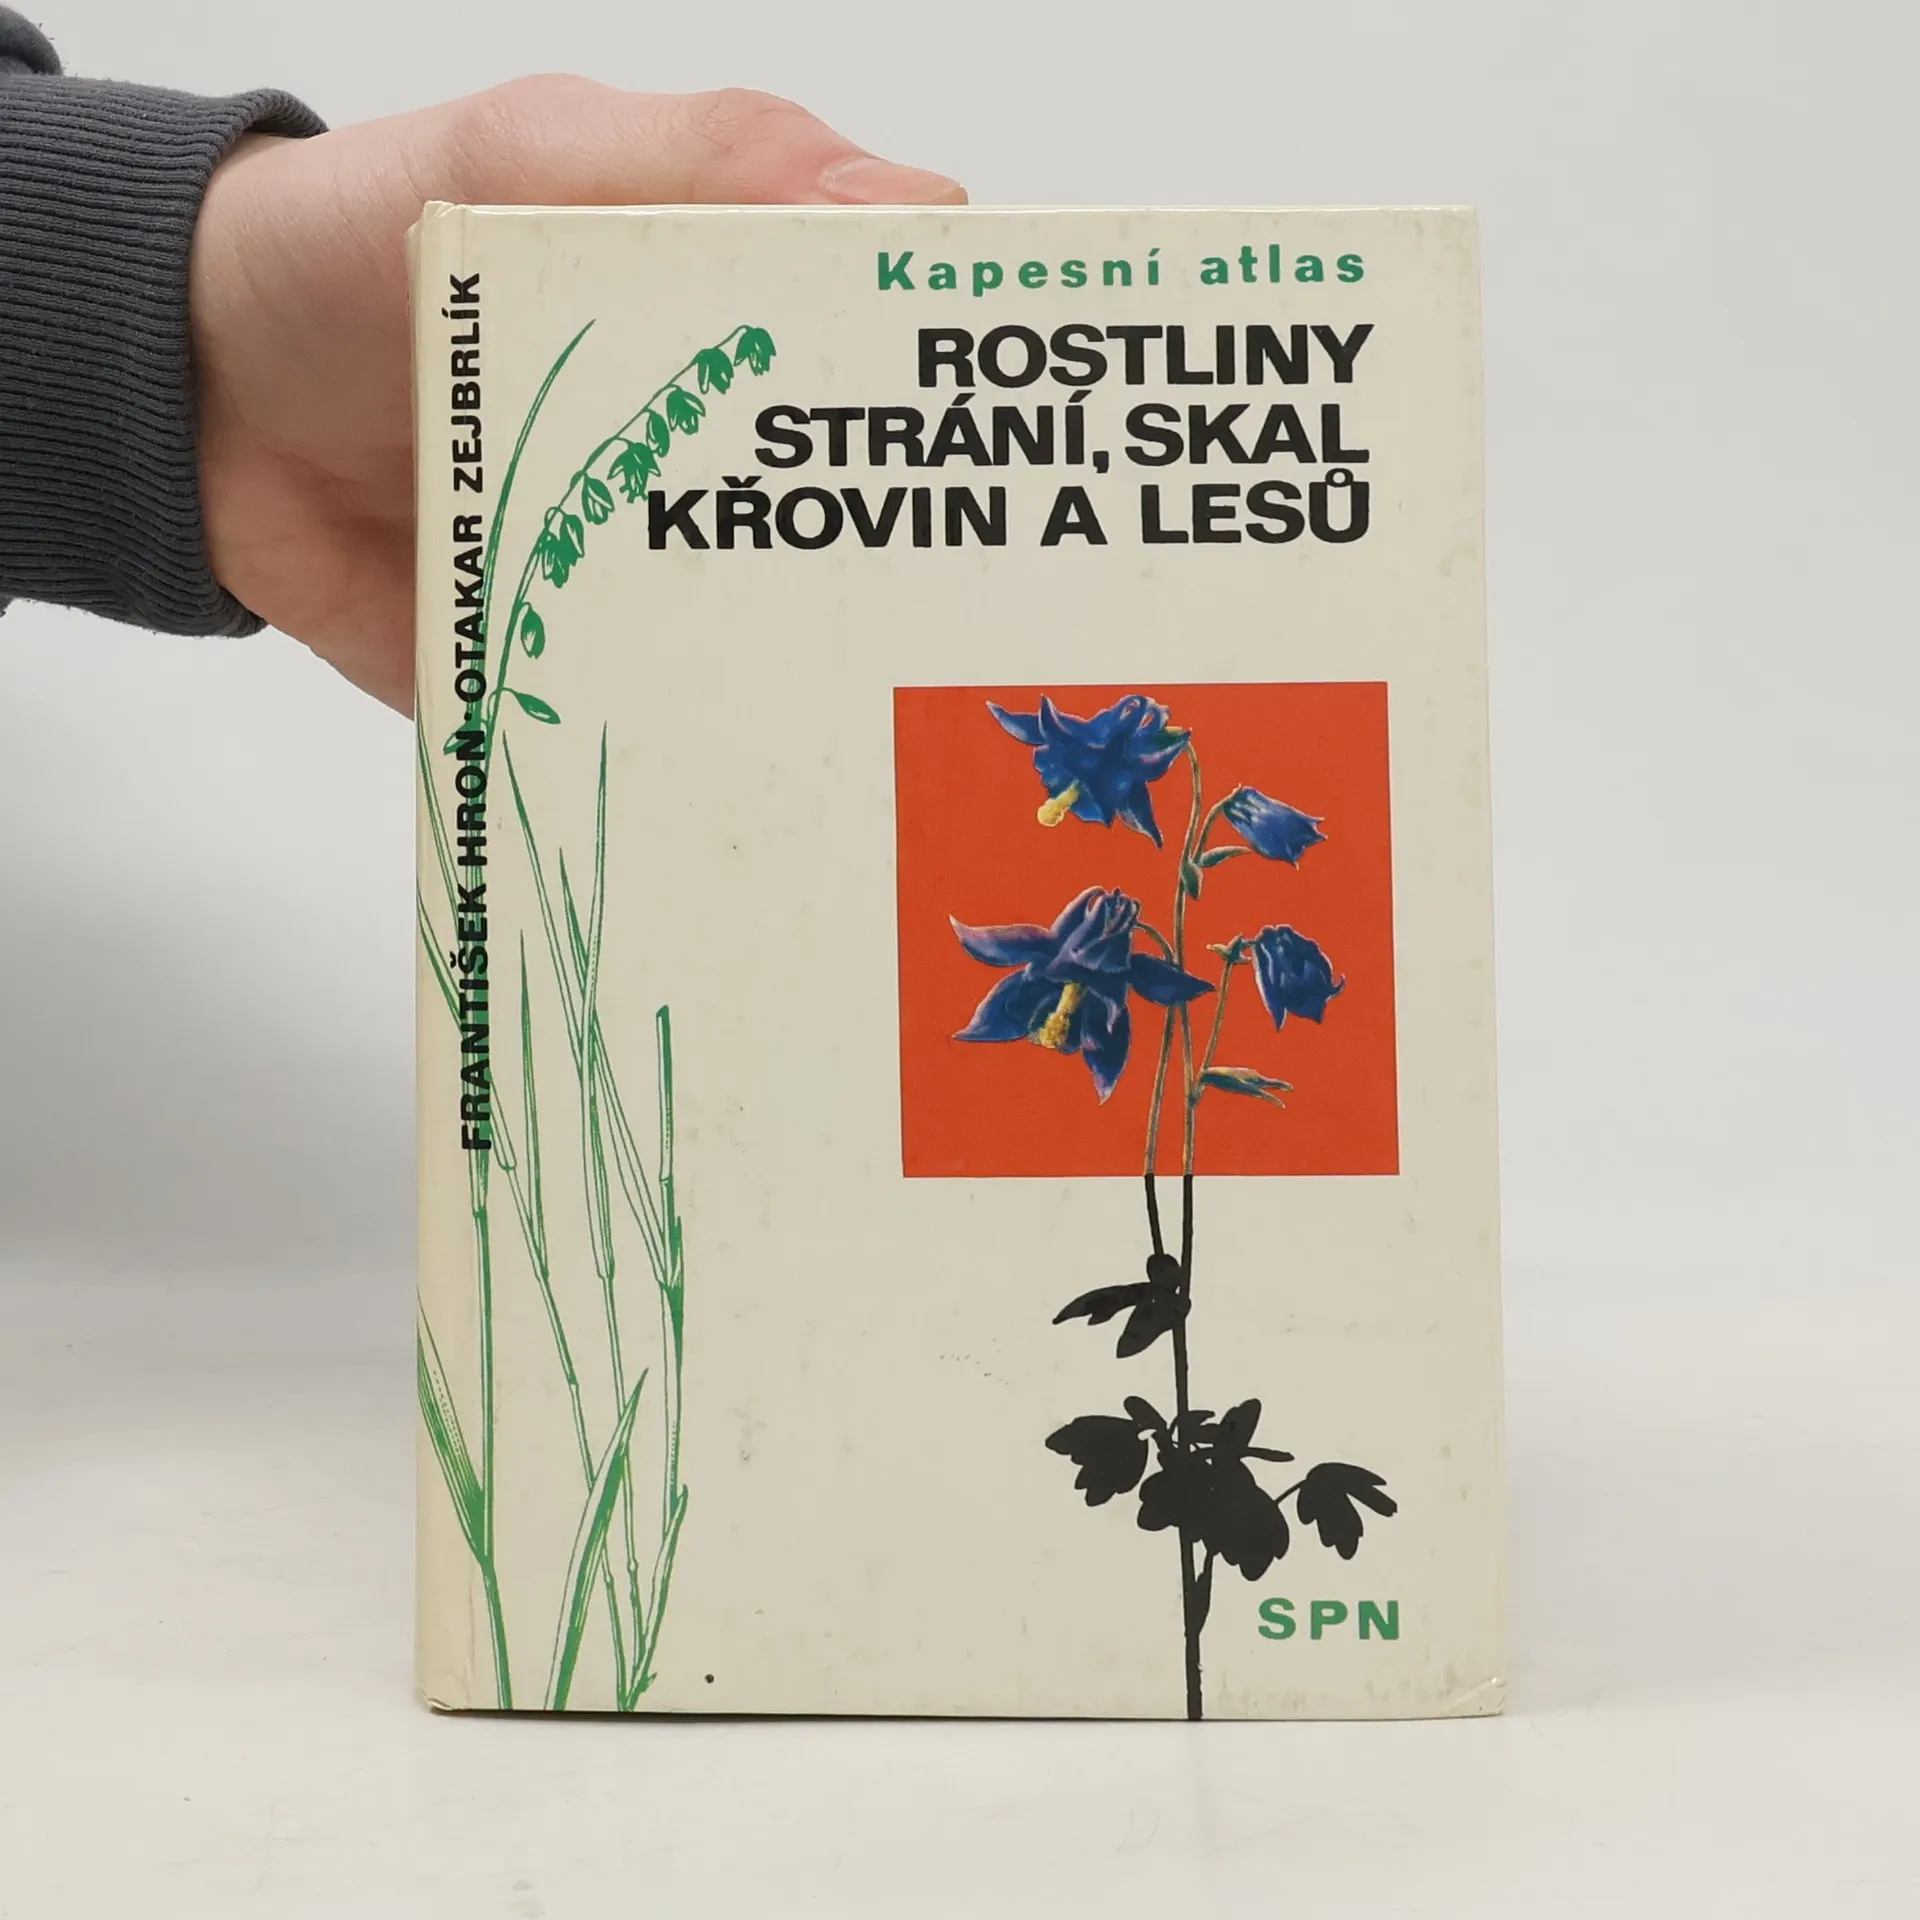 Kapesní atlas
ROSTLINY
STRÁNÍ, SKAL
KŘOVIN A LESŮ
FRANTIŠEK HRON · OTAKAR ZEJBRLÍK
SPN